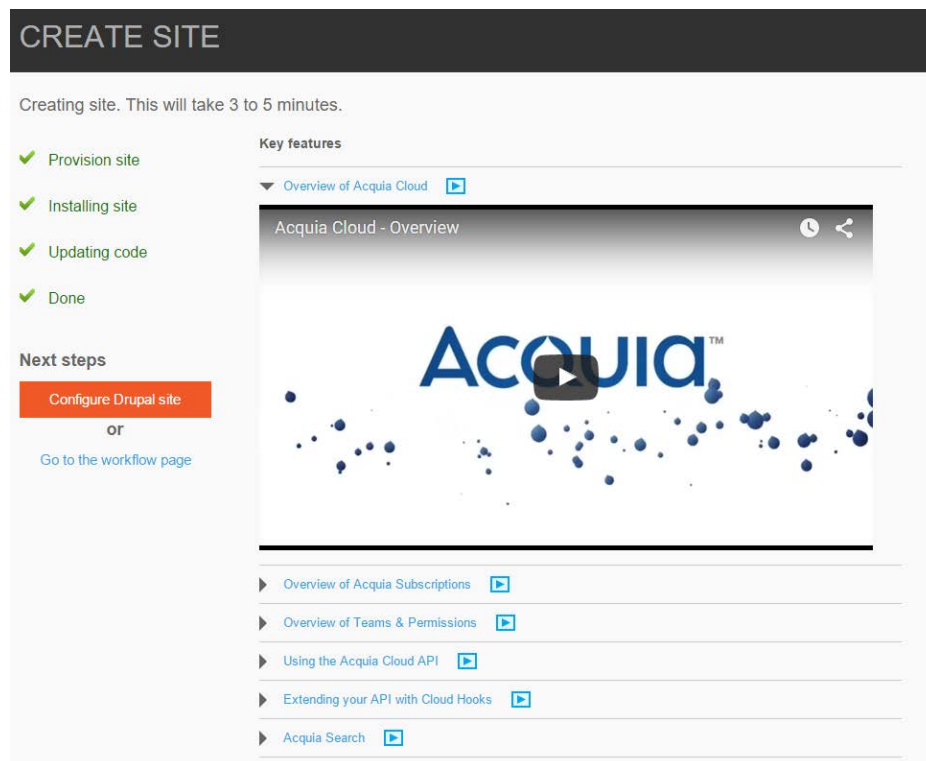 CREATE SITE
Creating site. This will take 3 to 5 minutes.
Provision site
Installing site
Updating code
Done
Next steps
Configure Drupal site
or
Go to the workflow page
Key features
Overview of Acquia Cloud
Acquia Cloud - Overview
ACQUIA™
Overview of Acquia Subscriptions
Overview of Teams & Permissions
Using the Acquia Cloud API
Extending your API with Cloud Hooks
Acquia Search